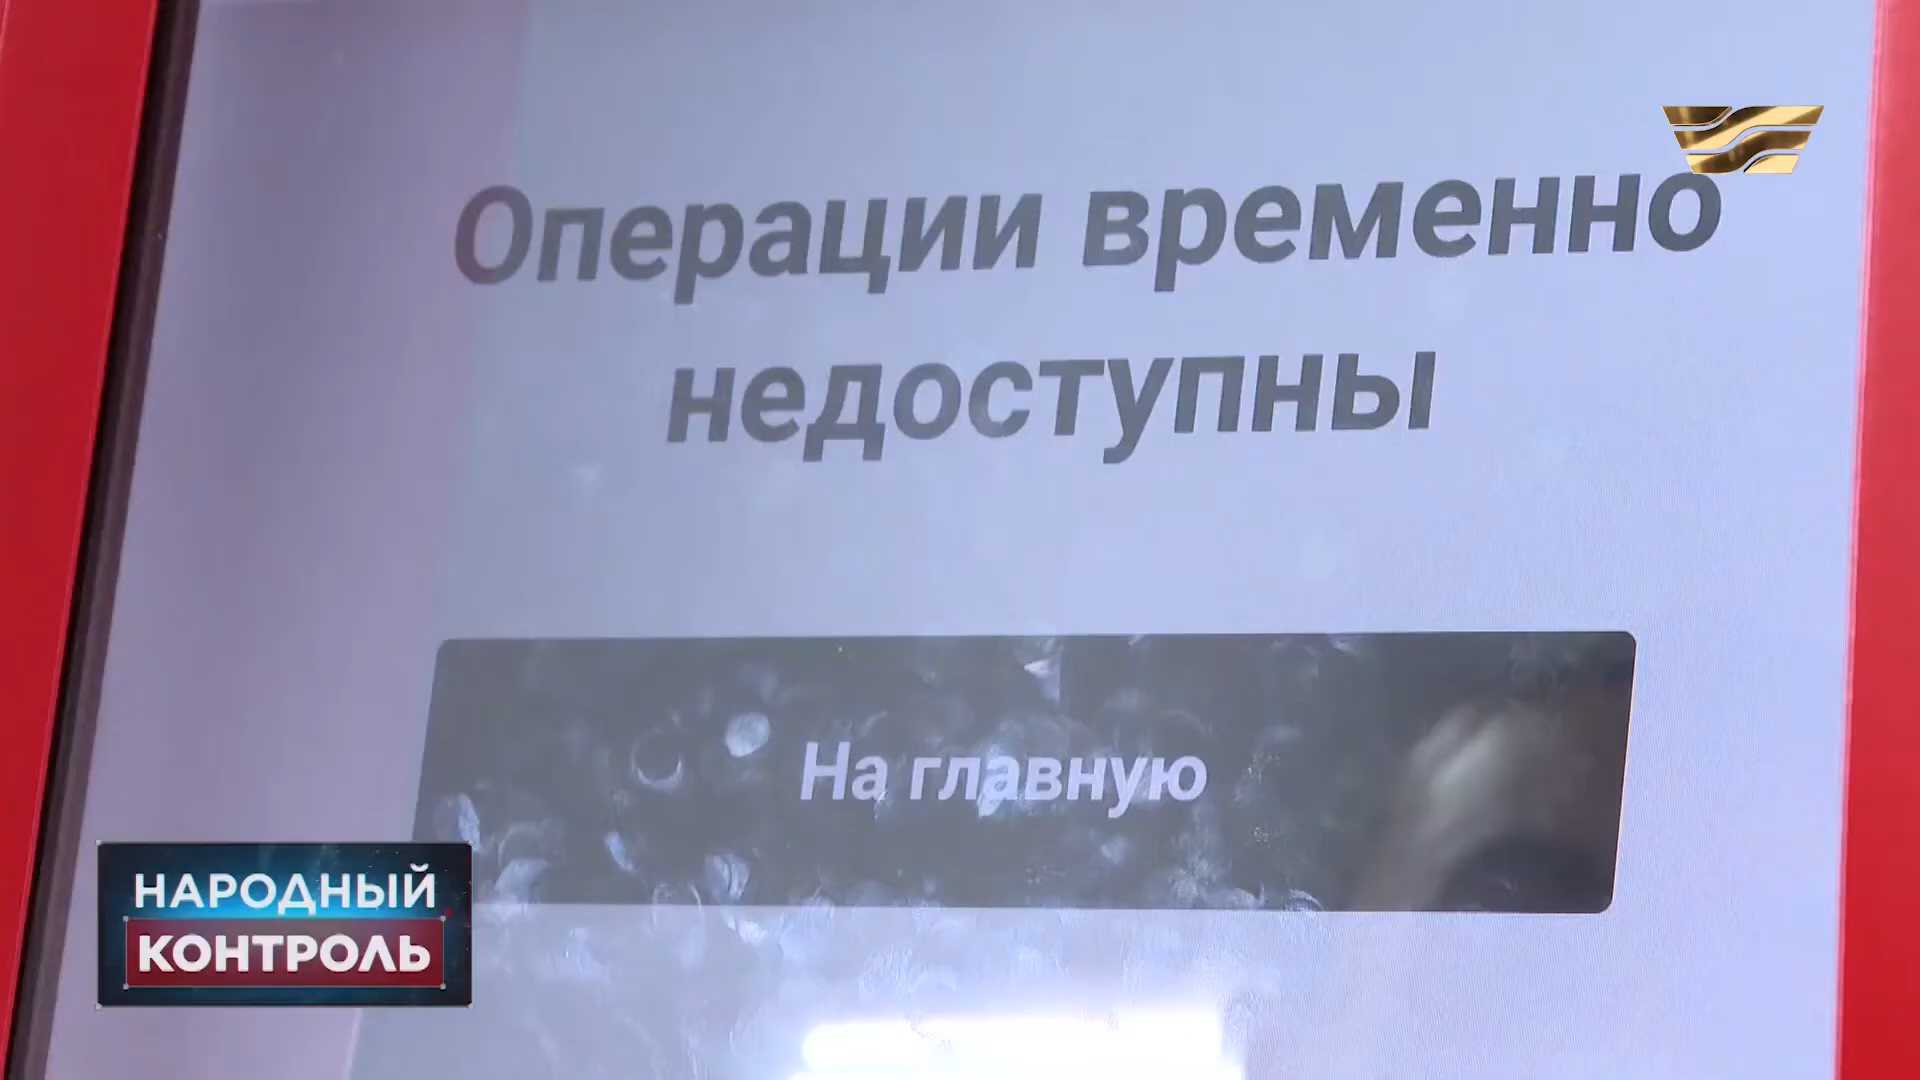 Операции временно
недоступны
На главную
НАРОДНЫЙ
КОНТРОЛЬ